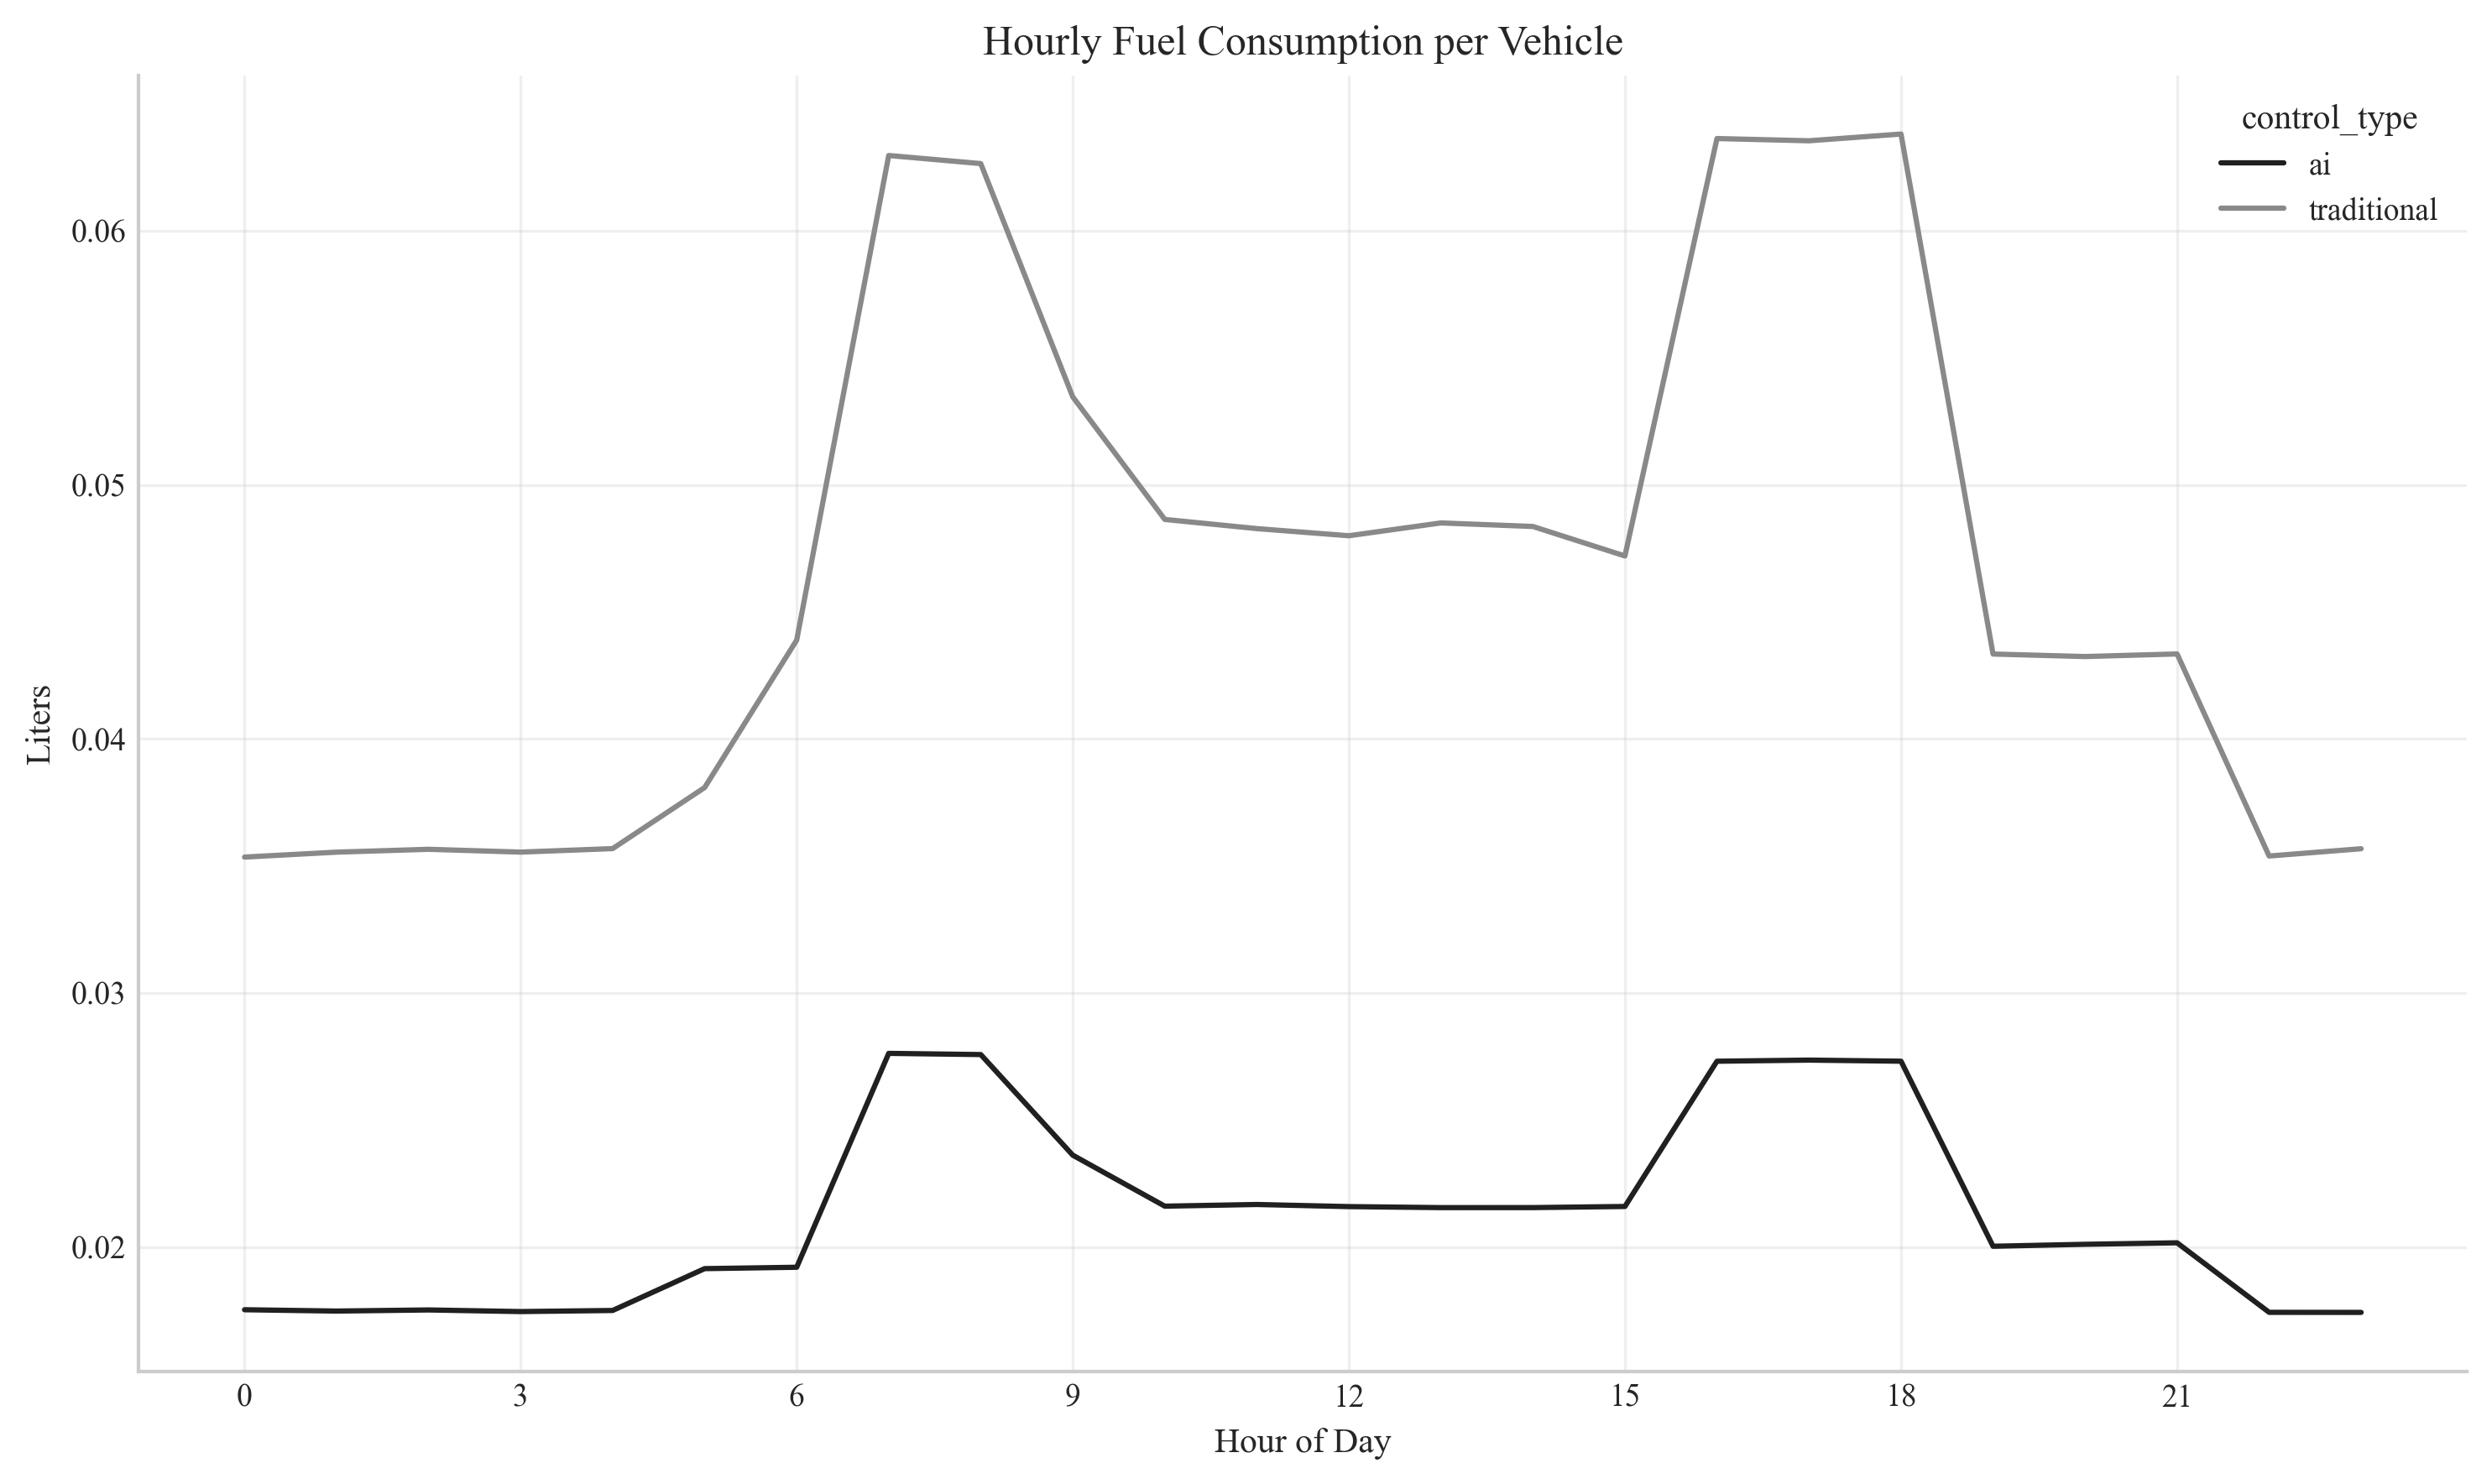 Hourly Fuel Consumption per Vehicle
control_type
ai
traditional
0.06
0.05
0.04
0.03
0.02
Liters
0
3
6
9
12
15
18
21
Hour of Day